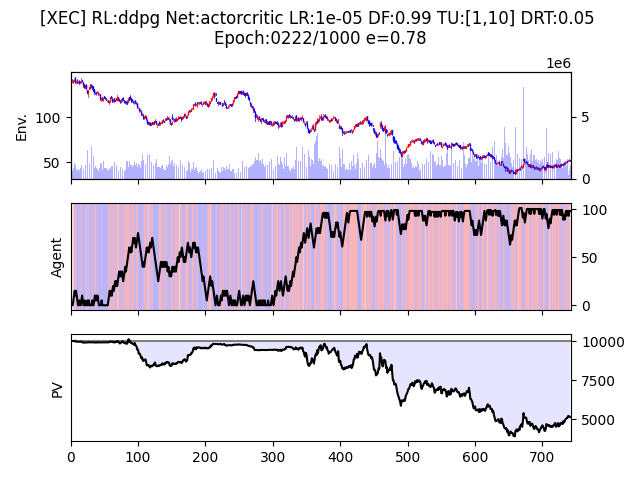 [XEC] RL:ddpg Net:actorcritic LR:1e-05 DF:0.99 TU:[1,10] DRT:0.05
Epoch:0222/1000 e=0.78
1e6
Env.
100
50
5
0
Agent
100
50
0
PV
10000
7500
5000
0 100 200 300 400 500 600 700